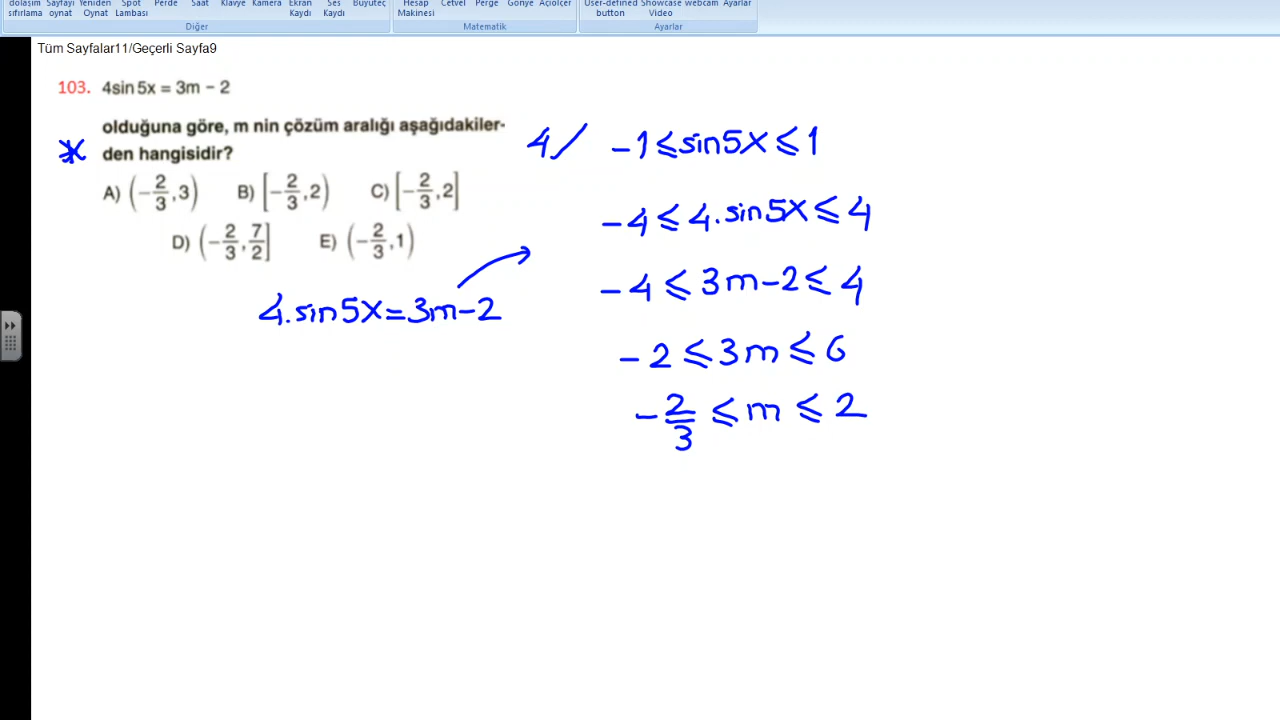 dolaşım Sayfayı Yeniden Spot Perde Saat Klavye Kamera Ekran Ses Büyüteç
sıfırlama oynat Oynat Lambası Kaydı Kaydı
Diğer
Hesap Cetvel Perge Gönye Açıölçer
Makinesi
Matematik
User-defined Showcase webcam Ayarlar
button Video
Ayarlar
Tüm Sayfalar11/Geçerli Sayfa9
103. 4sin 5x = 3m − 2
olduğuna göre, m nin çözüm aralığı aşağıdakiler-
den hangisidir?
A) (−2/3, 3) B) [−2/3, 2) C) [−2/3, 2]
D) (−2/3, 7/2] E) (−2/3, 1)
4.sin5x=3m−2
4/ −1≤sin5x≤1
−4≤4.sin5x≤4
−4≤3m−2≤4
−2≤3m≤6
−2/3≤m≤2